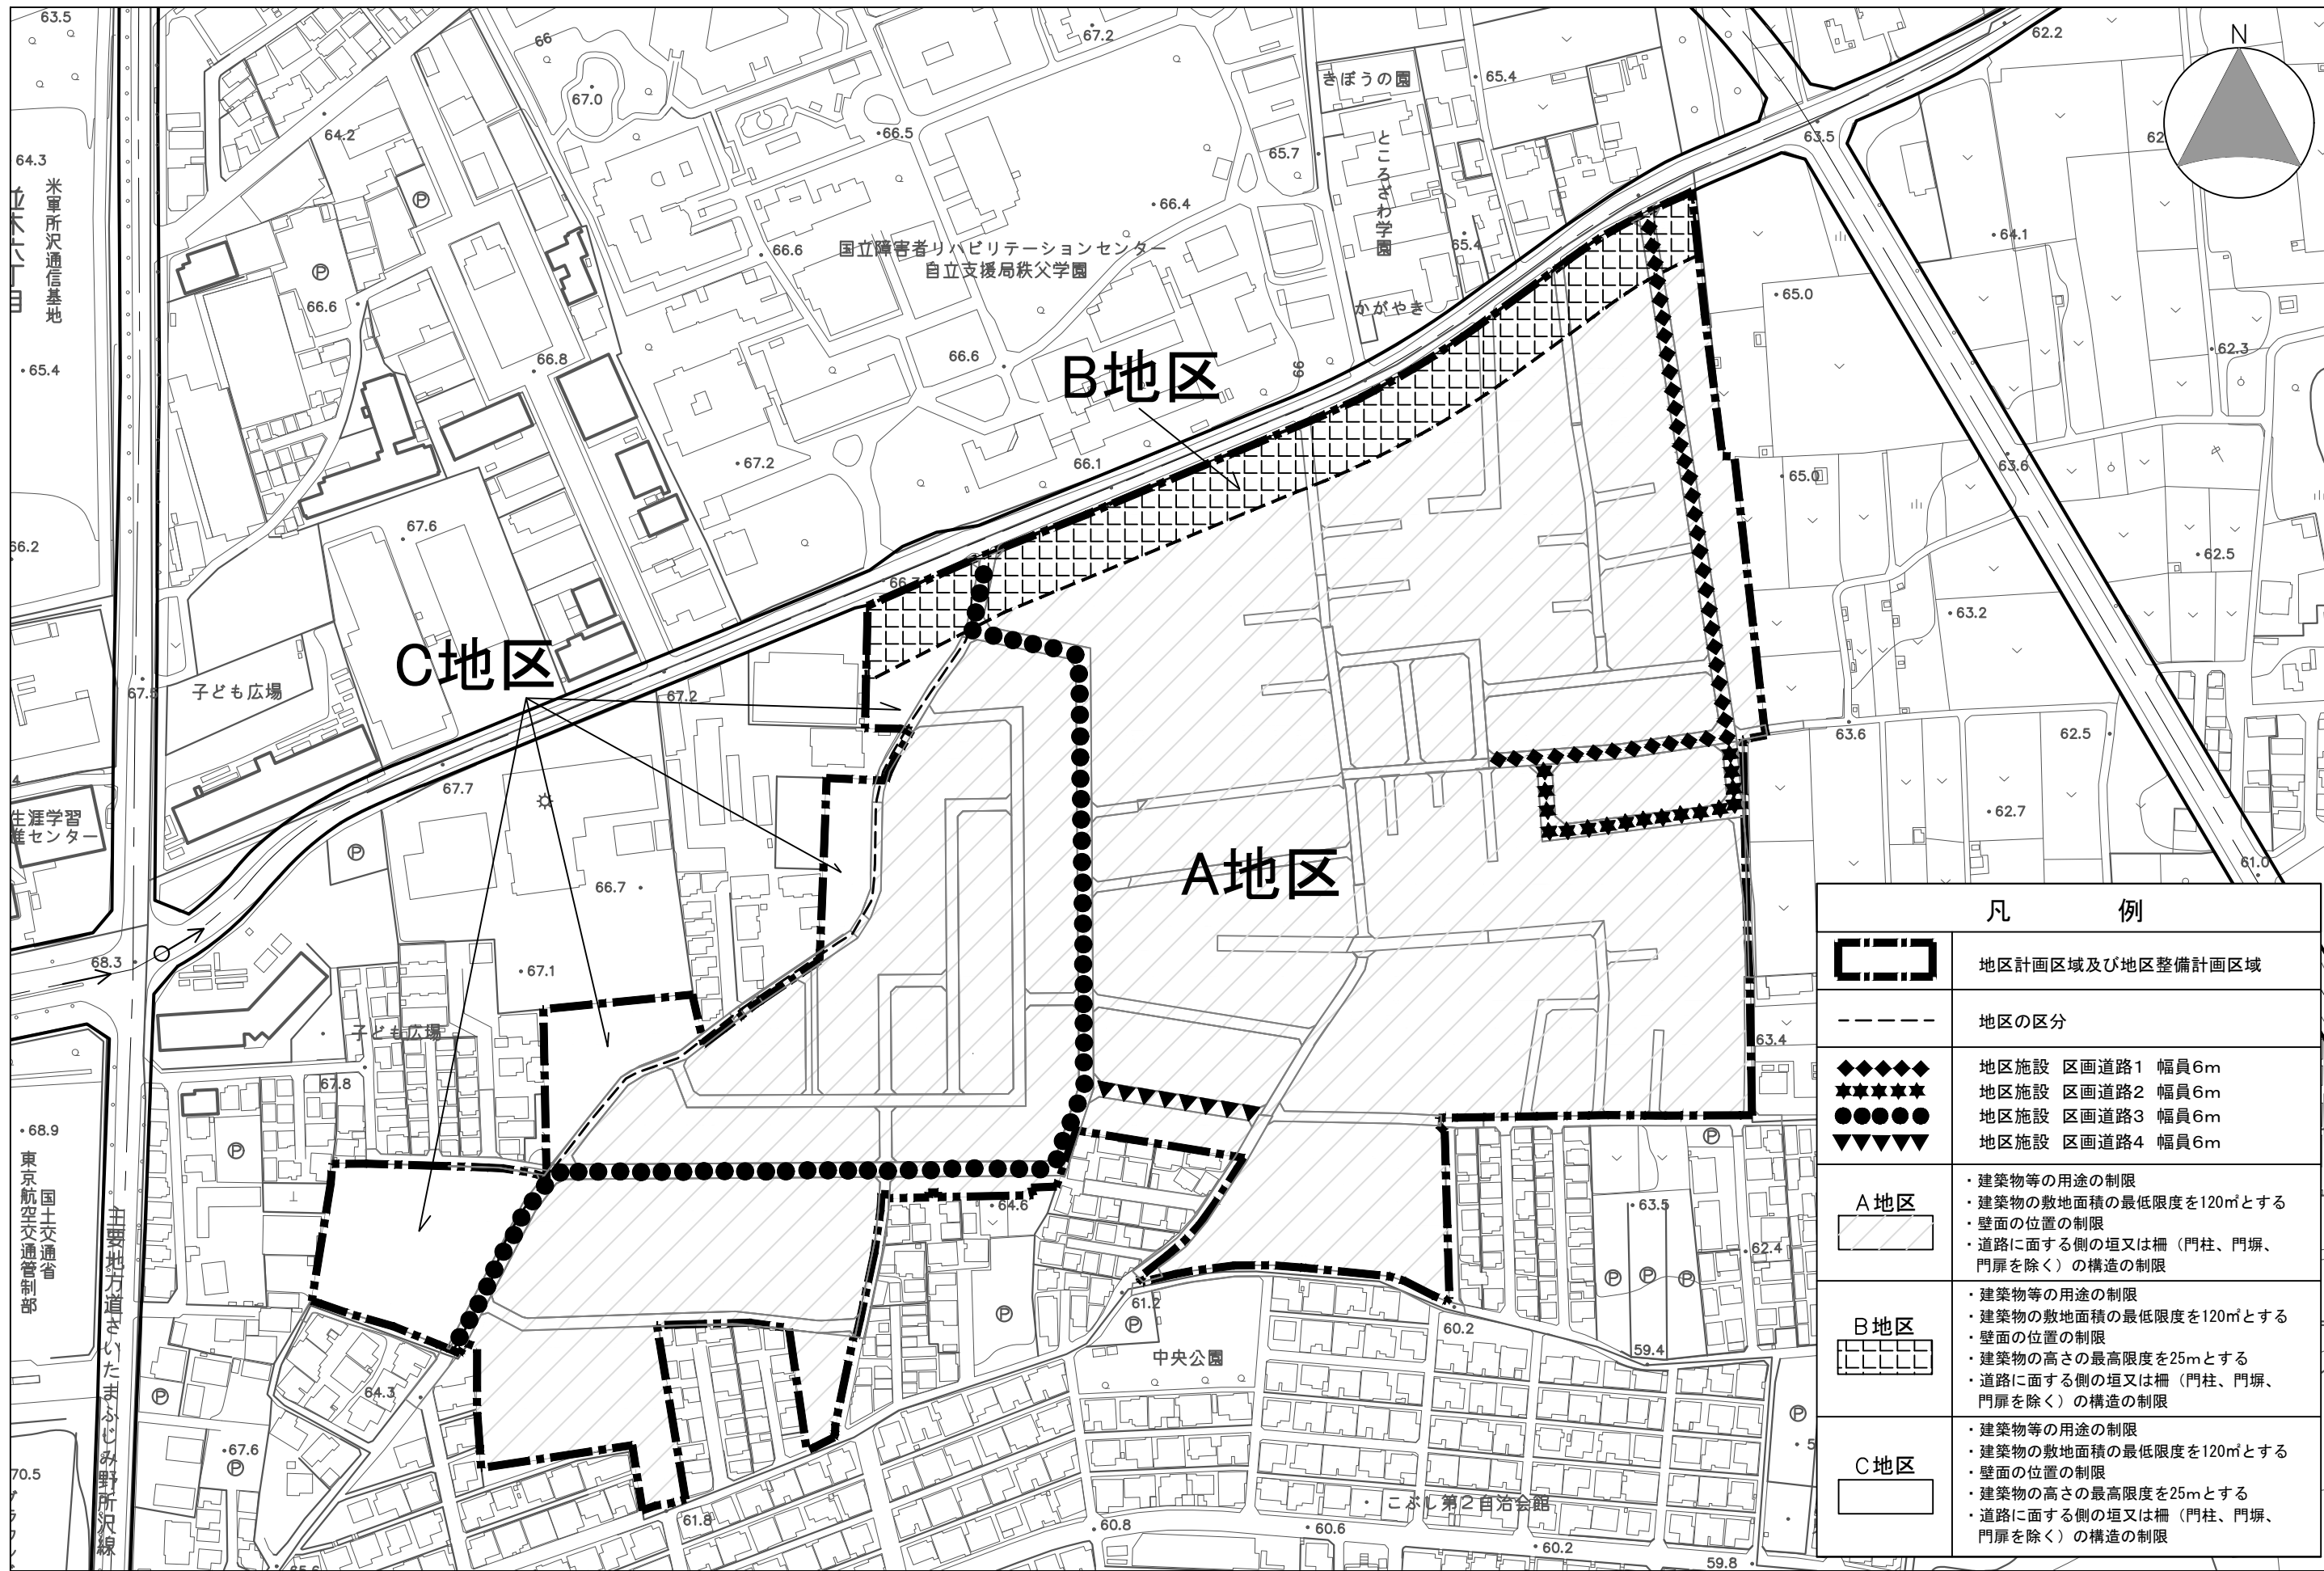 63.5
66
67.2
62.2
N
きぼうの園
65.4
67.0
64.2
66.5
63.5
64.3
65.7
米軍所沢通信基地
並木六丁目
ところざわ学園
66.4
64.1
66.6
国立障害者リハビリテーションセンター
自立支援局秩父学園
65.4
66.6
かがやき
65.0
65.4
66.8
66.6
66
62.3
B地区
67.2
66.1
63.6
65.0
67.6
66.2
62.5
63.2
C地区
子ども広場
67.2
63.6
62.5
67.7
生涯学習
進センター
62.7
66.7
A地区
61.0
68.3
67.1
子ども広場
67.8
63.4
68.9
国土交通省
東京航空交通管制部
主要地方道さいたまふじみ野所沢線
64.6
63.5
62.4
61.2
60.2
59.4
中央公園
64.3
67.6
70.5
61.8
こぶし第2自治会館
60.8
60.6
60.2
59.8
凡 例
地区計画区域及び地区整備計画区域
地区の区分
地区施設 区画道路1 幅員6m
地区施設 区画道路2 幅員6m
地区施設 区画道路3 幅員6m
地区施設 区画道路4 幅員6m
A地区
・建築物等の用途の制限
・建築物の敷地面積の最低限度を120㎡とする
・壁面の位置の制限
・道路に面する側の垣又は柵（門柱、門塀、
門扉を除く）の構造の制限
B地区
・建築物等の用途の制限
・建築物の敷地面積の最低限度を120㎡とする
・壁面の位置の制限
・建築物の高さの最高限度を25mとする
・道路に面する側の垣又は柵（門柱、門塀、
門扉を除く）の構造の制限
C地区
・建築物等の用途の制限
・建築物の敷地面積の最低限度を120㎡とする
・壁面の位置の制限
・建築物の高さの最高限度を25mとする
・道路に面する側の垣又は柵（門柱、門塀、
門扉を除く）の構造の制限